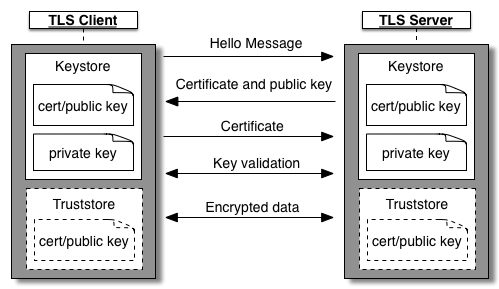 TLS Client
TLS Server
Keystore
cert/public key
private key
Truststore
cert/public key
Hello Message
Certificate and public key
Certificate
Key validation
Encrypted data
Keystore
cert/public key
private key
Truststore
cert/public key